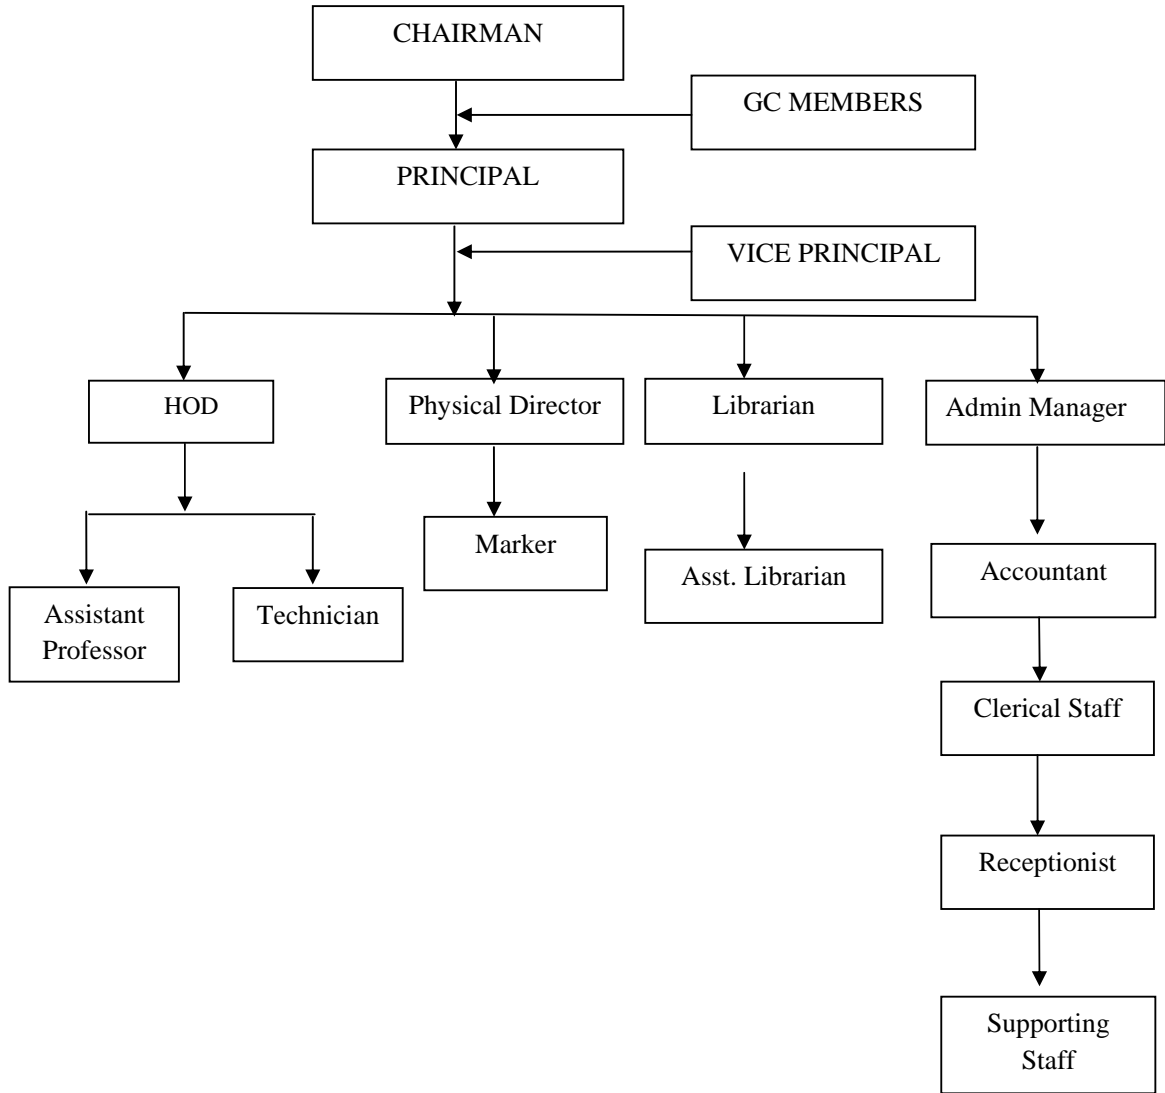 CHAIRMAN
GC MEMBERS
PRINCIPAL
VICE PRINCIPAL
HOD
Physical Director
Librarian
Admin Manager
Marker
Asst. Librarian
Accountant
Assistant
Professor
Technician
Clerical Staff
Receptionist
Supporting
Staff